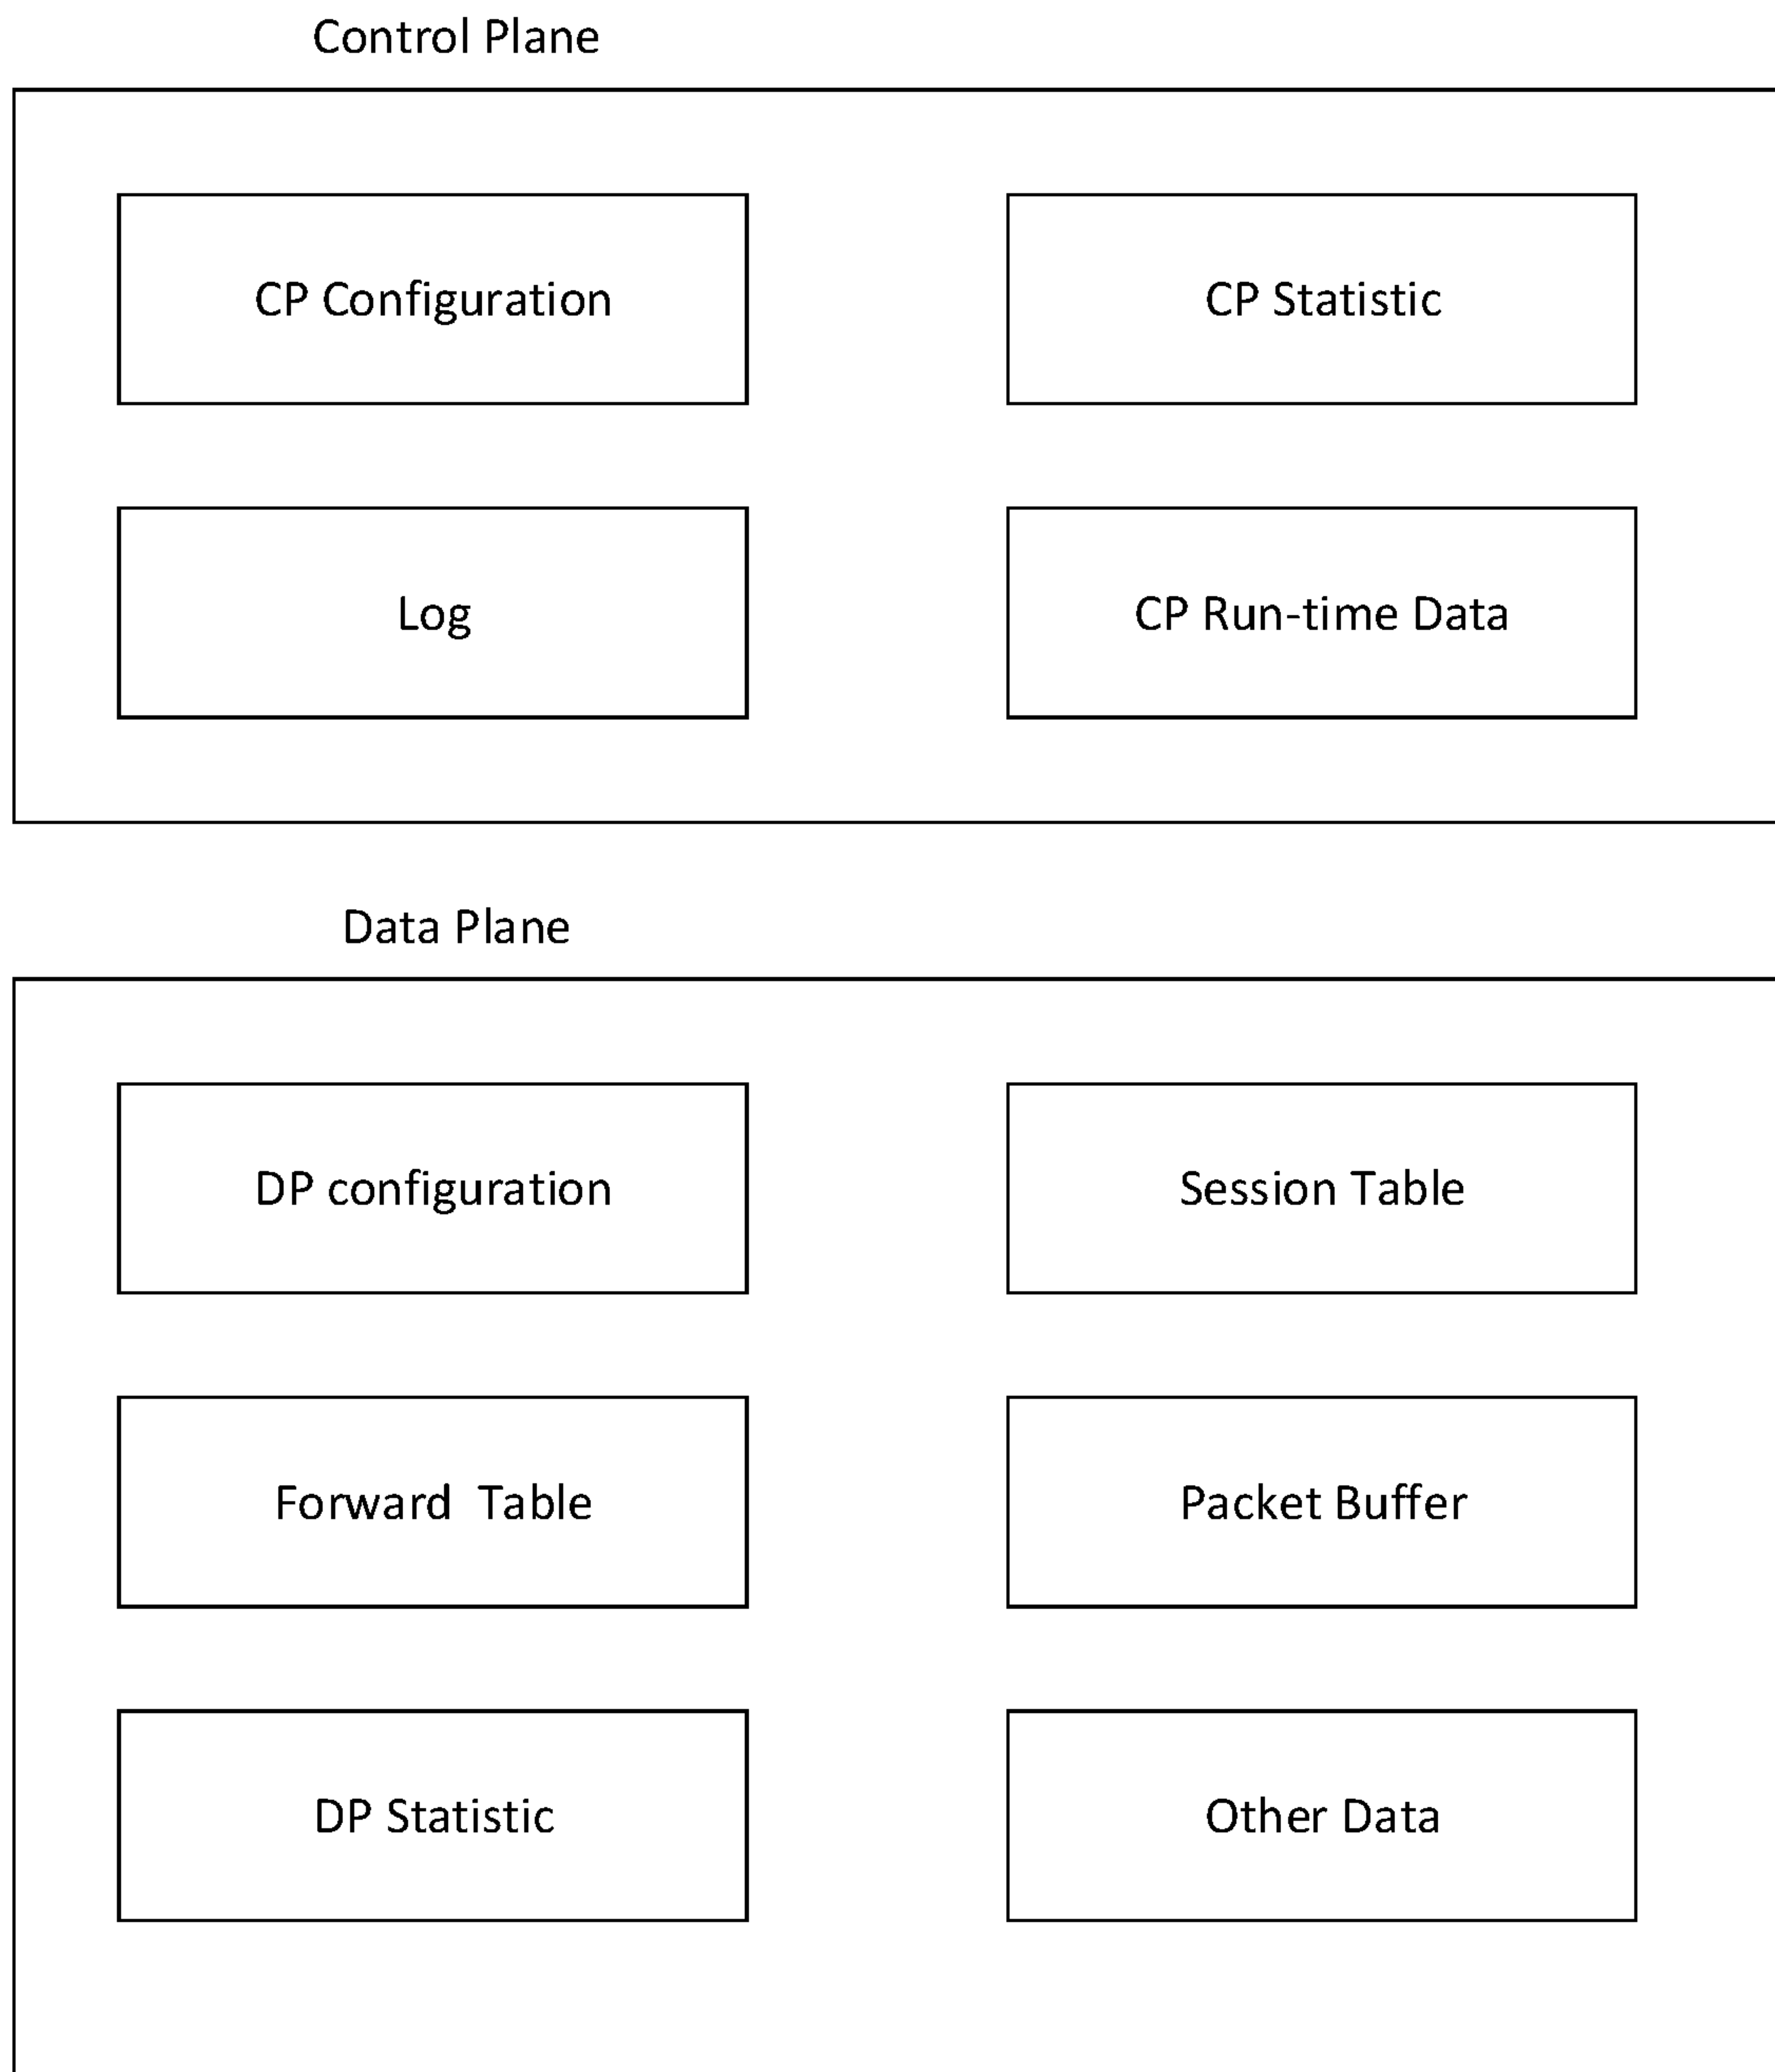 Control Plane
CP Configuration
CP Statistic
Log
CP Run-time Data
Data Plane
DP configuration
Session Table
Forward  Table
Packet Buffer
DP Statistic
Other Data